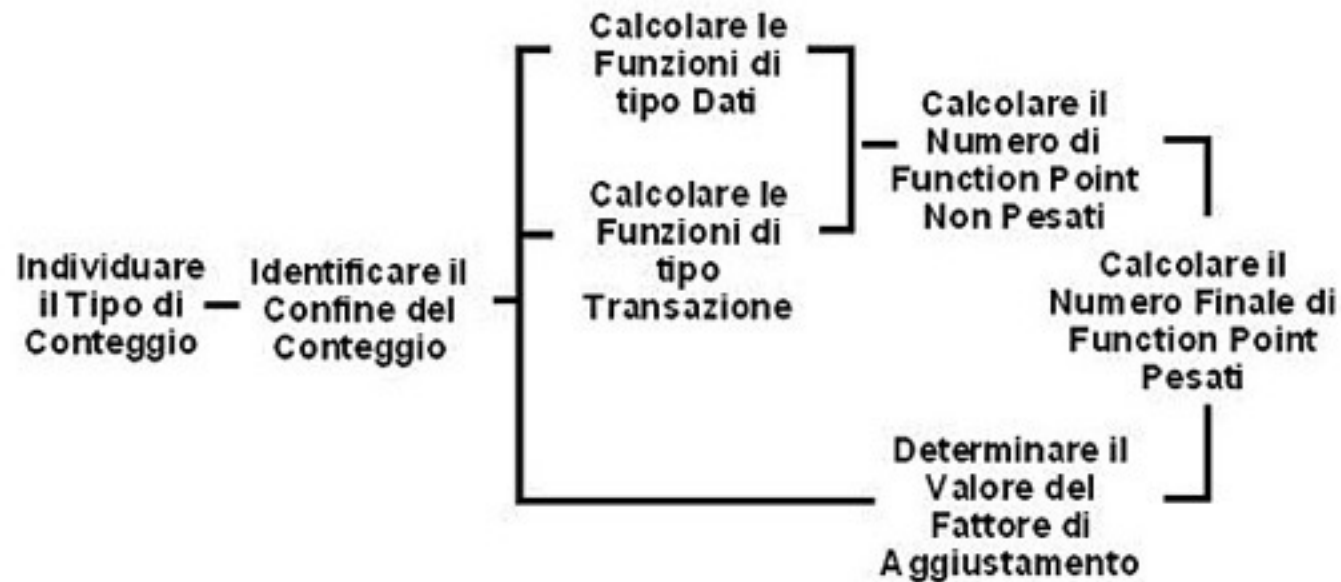 Individuare
il Tipo di
Conteggio
Identificare il
Confine del
Conteggio
Calcolare le
Funzioni di
tipo Dati
Calcolare le
Funzioni di
tipo
Transazione
Calcolare il
Numero di
Function Point
Non Pesati
Determinare il
Valore del
Fattore di
Aggiustamento
Calcolare il
Numero Finale di
Function Point
Pesati